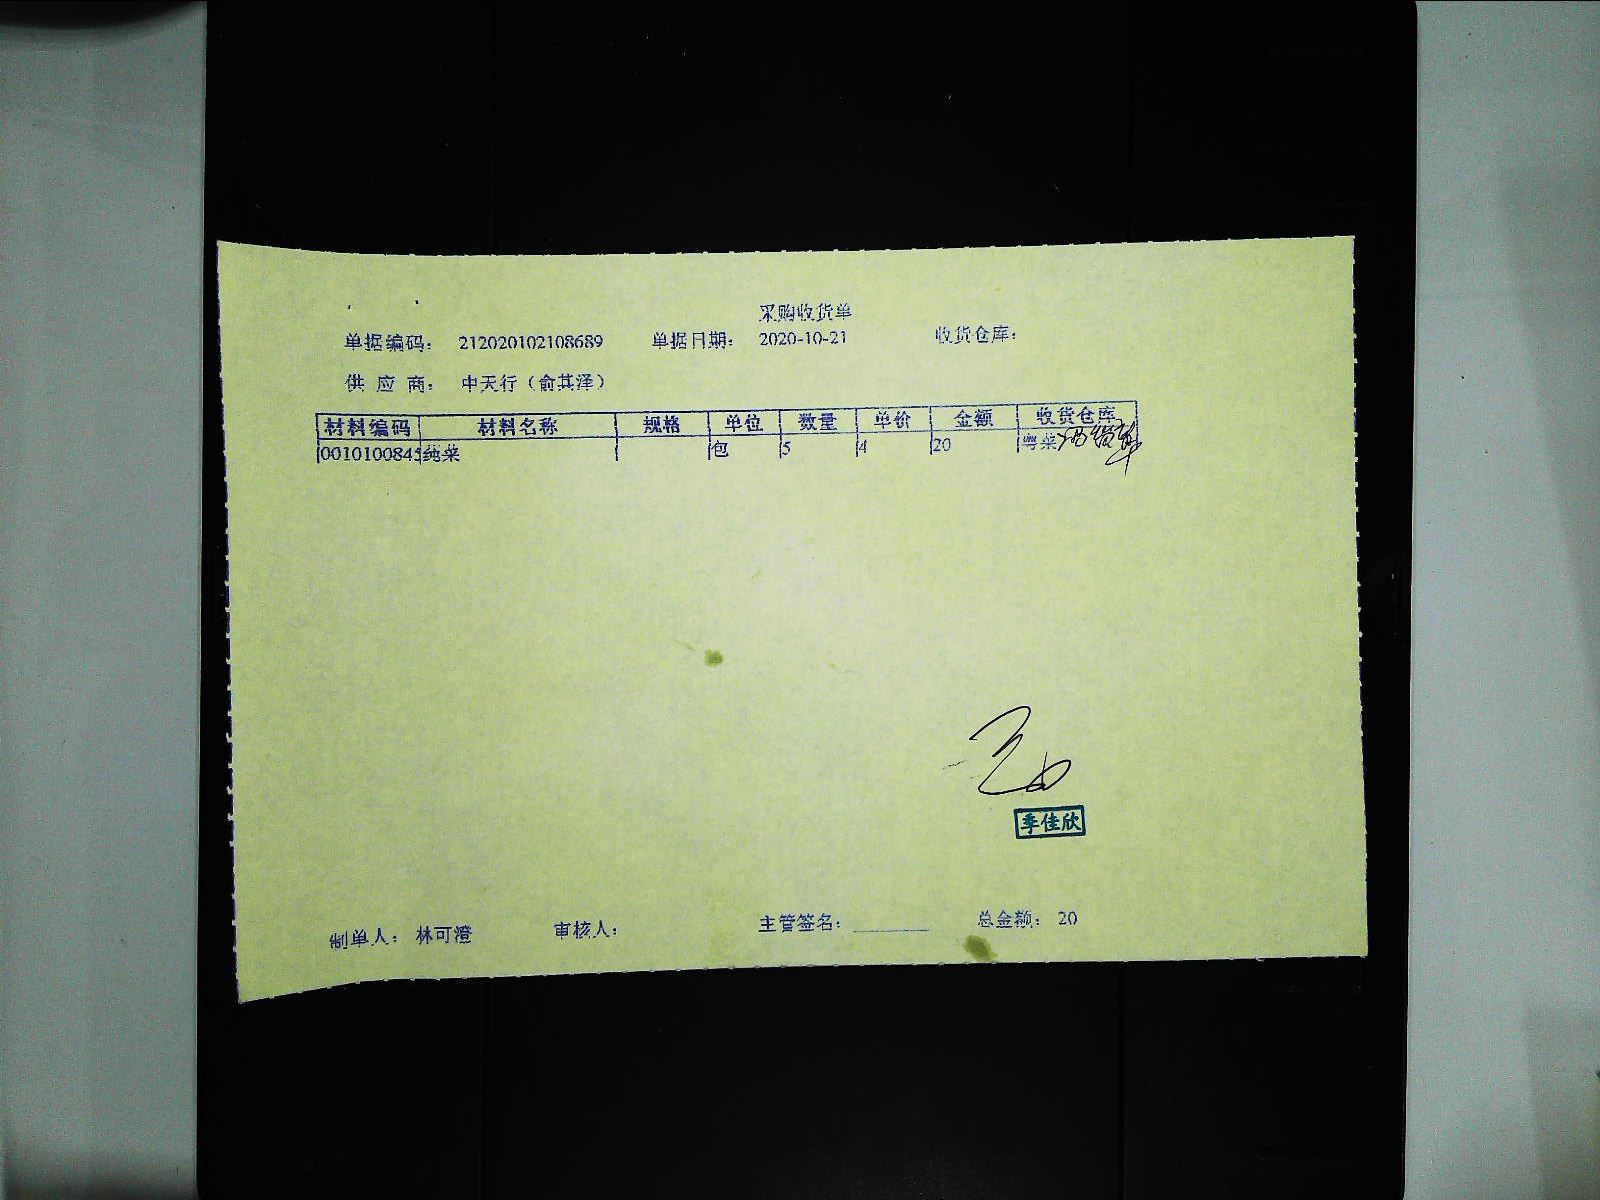 采购收货单
单据编码： 212020102108689 单据日期： 2020-10-21 收货仓库：
供 应 商： 中天行（俞其泽）
材料编码 材料名称 规格 单位 数量 单价 金额 收货仓库
0010100845 莼菜 包 5 4 20 粤菜
季佳欣
制单人： 林可澄 审核人： 主管签名： ________ 总金额： 20